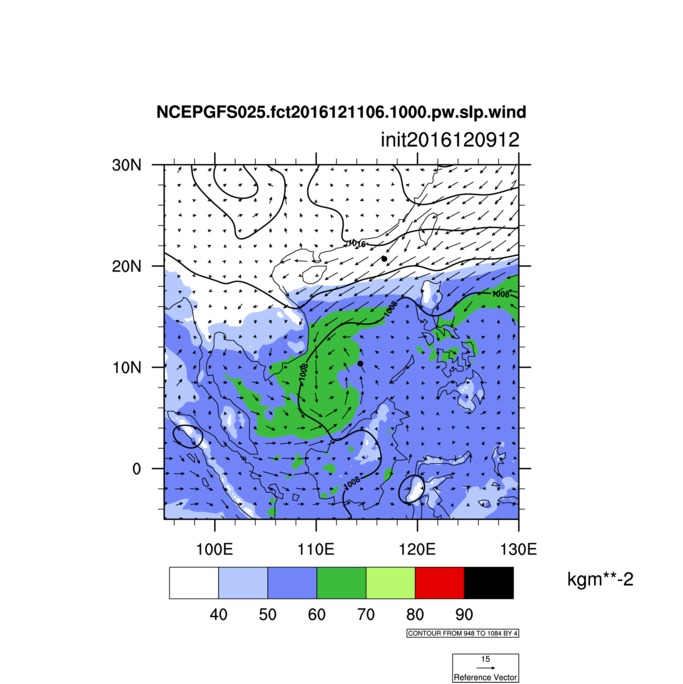 NCEPGFS025.fct2016121106.1000.pw.slp.wind
init2016120912
30N
1016
20N
1008
1008
10N
1008
0
1008
100E 110E 120E 130E
kgm**-2
40 50 60 70 80 90
CONTOUR FROM 948 TO 1084 BY 4
15
Reference Vector